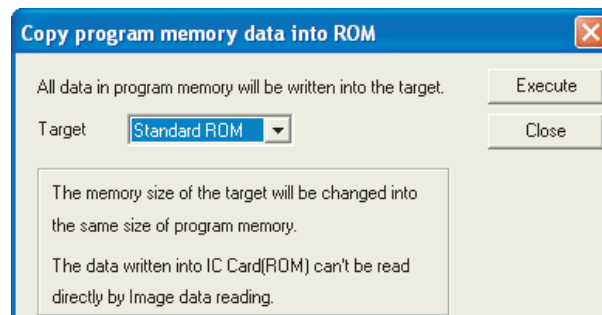 Copy program memory data into ROM
All data in program memory will be written into the target.
Execute
Target
Standard ROM
Close
The memory size of the target will be changed into
the same size of program memory.
The data written into IC Card(ROM) can't be read
directly by Image data reading.